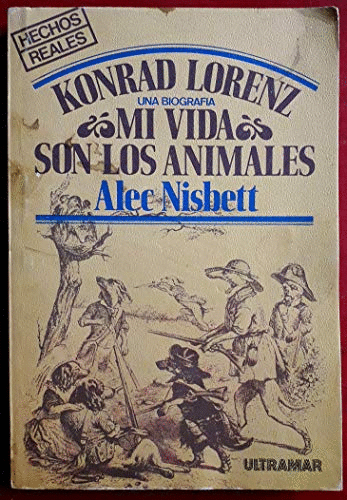 HECHOS
REALES
KONRAD LORENZ
UNA BIOGRAFIA
MI VIDA
SON LOS ANIMALES
Alec Nisbett
ULTRAMAR